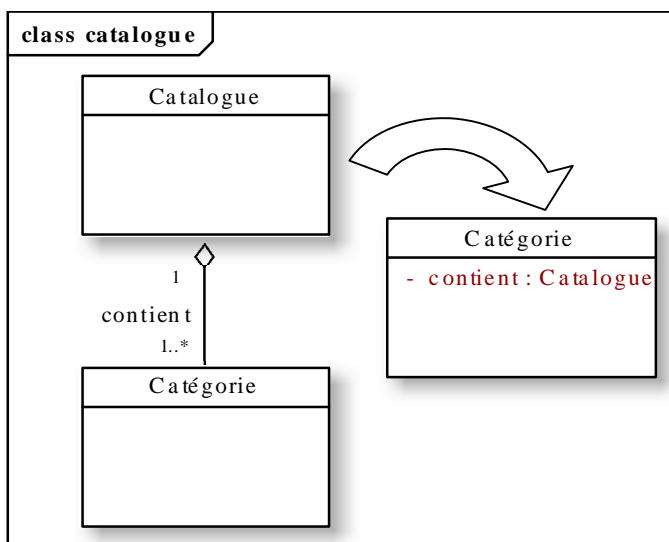 class catalogue
Catalogue
Catégorie
- contient : Catalogue
1
contient
1..*
Catégorie